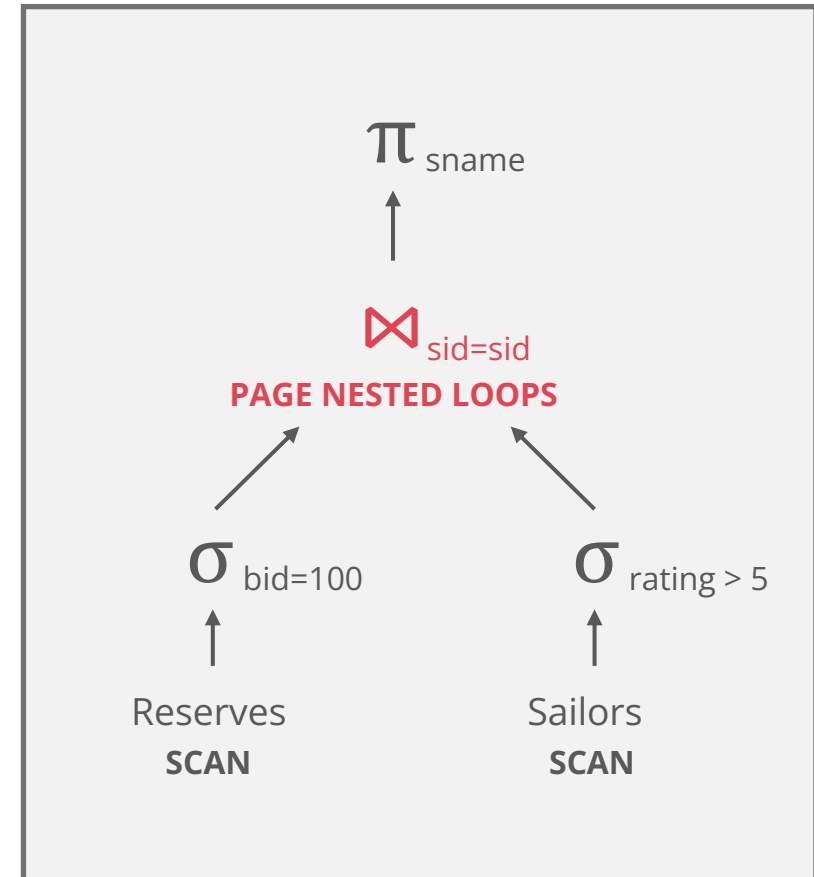 π sname
⋈ sid=sid
PAGE NESTED LOOPS
σ bid=100
σ rating > 5
Reserves
SCAN
Sailors
SCAN